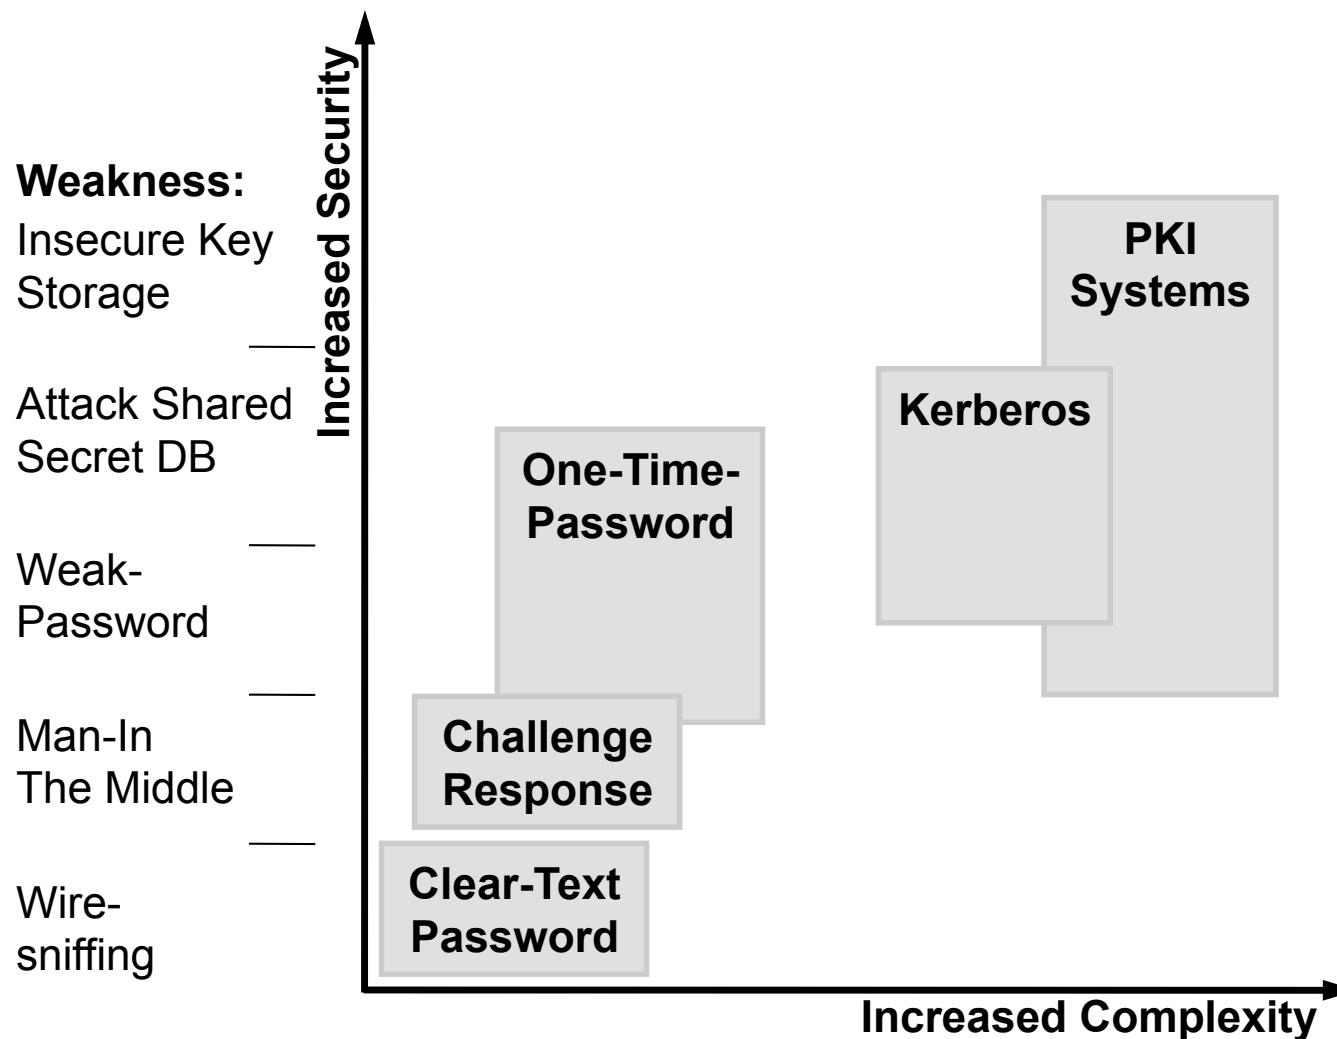 Increased Security
Weakness:
Insecure Key
Storage
Attack Shared
Secret DB
Weak-
Password
Man-In
The Middle
Wire-
sniffing
PKI
Systems
Kerberos
One-Time-
Password
Challenge
Response
Clear-Text
Password
Increased Complexity